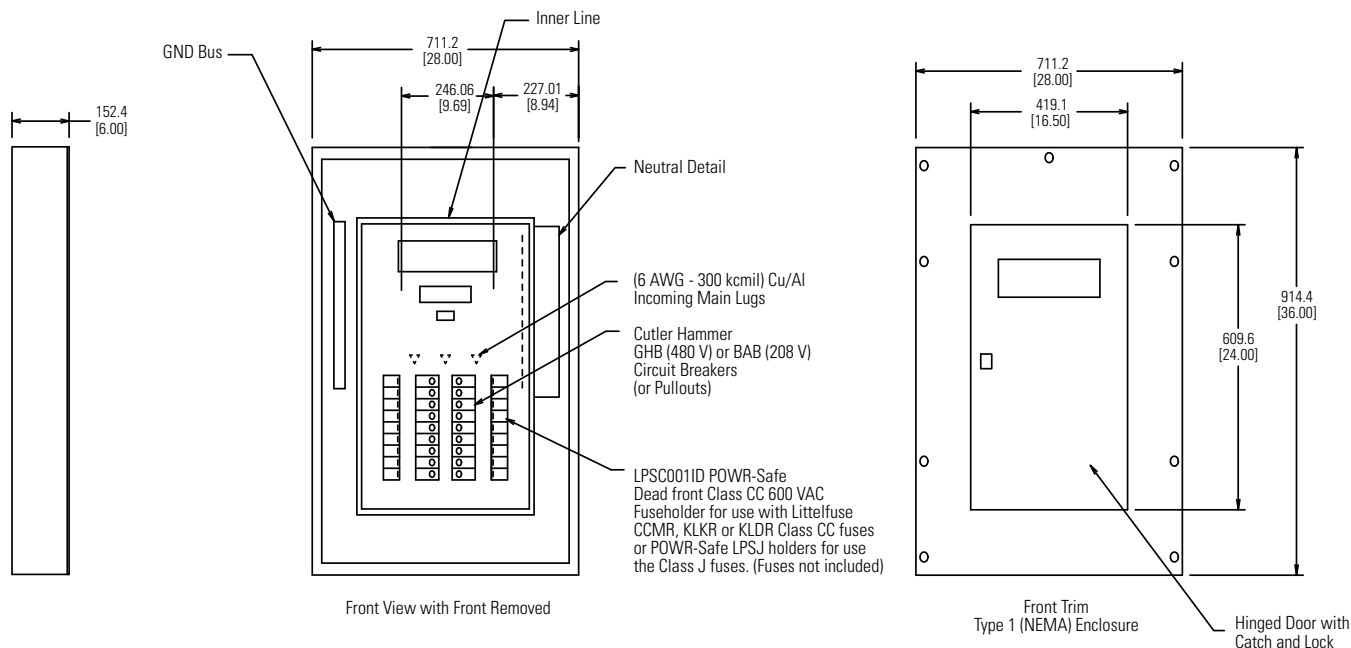 Inner Line
GND Bus
711.2
[28.00]
246.06
[9.69]
227.01
[8.94]
152.4
[6.00]
Neutral Detail
(6 AWG - 300 kcmil) Cu/Al
Incoming Main Lugs
Cutler Hammer
GHB (480 V) or BAB (208 V)
Circuit Breakers
(or Pullouts)
LPSC001ID POWR-Safe
Dead front Class CC 600 VAC
Fuseholder for use with Littelfuse
CCMR, KLKR or KLDR Class CC fuses
or POWR-Safe LPSJ holders for use
the Class J fuses. (Fuses not included)
Front View with Front Removed
711.2
[28.00]
419.1
[16.50]
914.4
[36.00]
609.6
[24.00]
Front Trim
Type 1 (NEMA) Enclosure
Hinged Door with
Catch and Lock